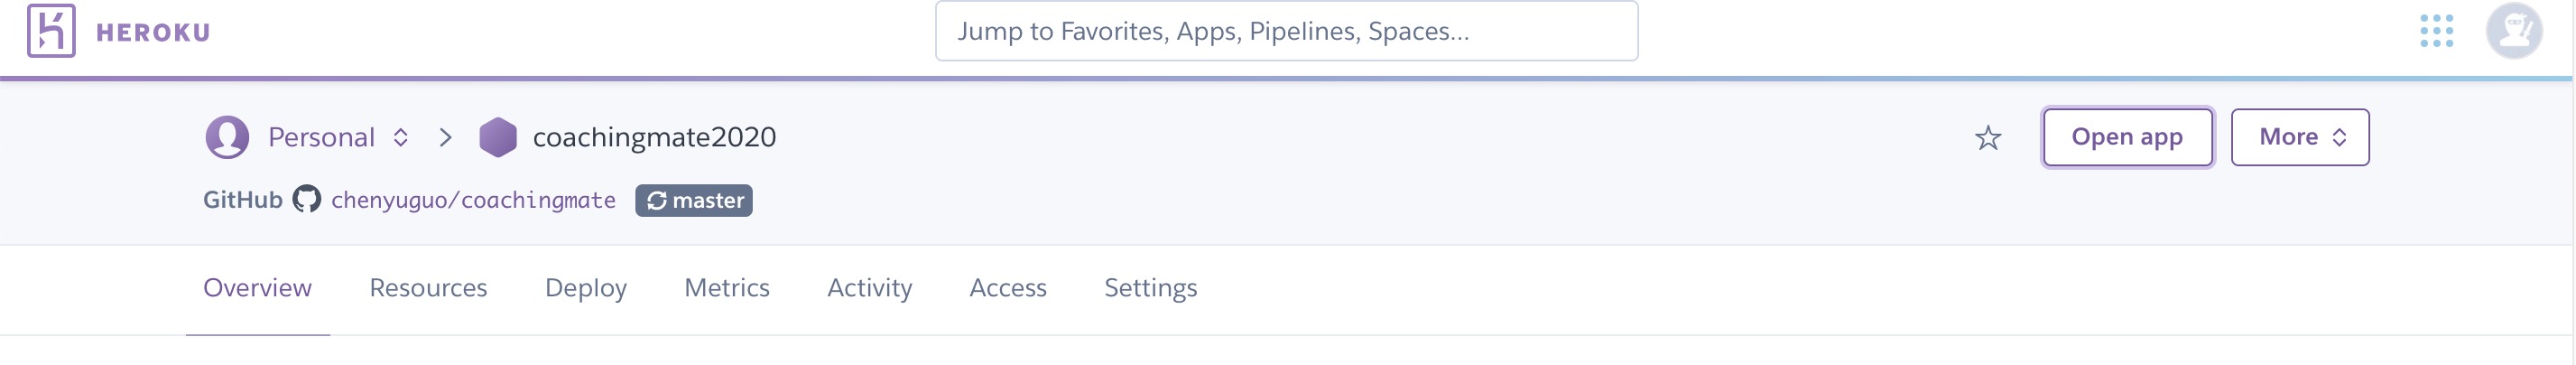 HEROKU
Jump to Favorites, Apps, Pipelines, Spaces...
Personal coachingmate2020
Open app
More
GitHub chenyuguo/coachingmate master
Overview Resources Deploy Metrics Activity Access Settings